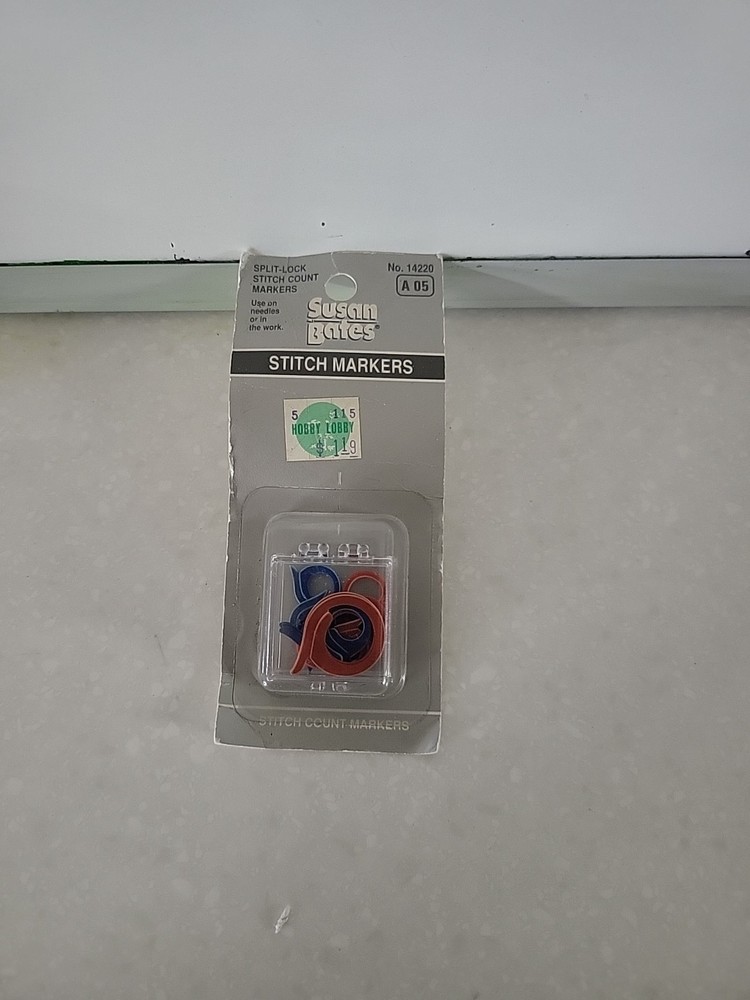 SPLIT-LOCK
STITCH COUNT
MARKERS
Use on
needles
or in
the work.
No. 14220
A 05
Susan
Bates®
STITCH MARKERS
5 115
HOBBY LOBBY
$ 1.19
STITCH COUNT MARKERS